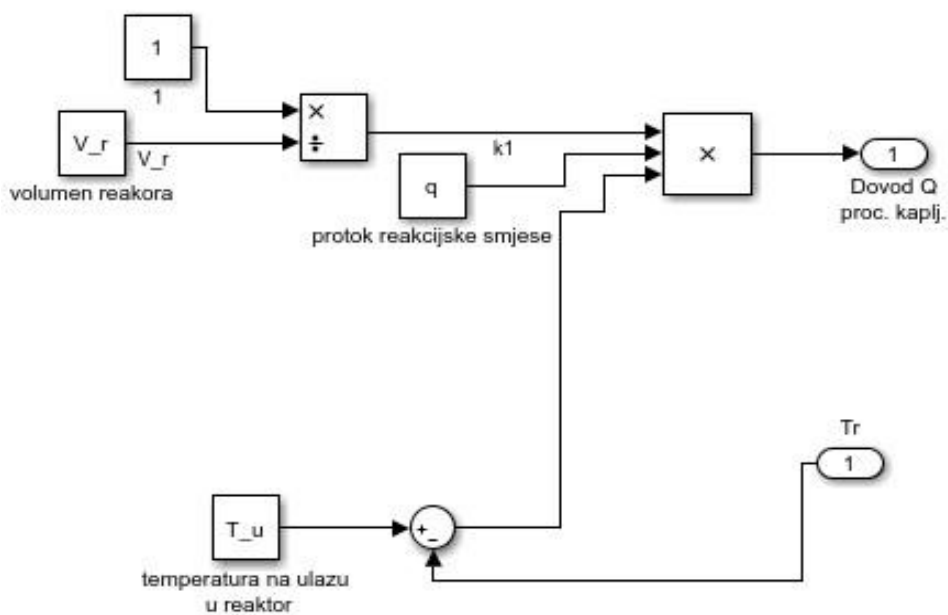 1
1
×
÷
V_r
V_r
volumen reakora
k1
q
protok reakcijske smjese
×
1
Dovod Q
proc. kaplj.
Tr
1
T_u
+
-
temperatura na ulazu
u reaktor